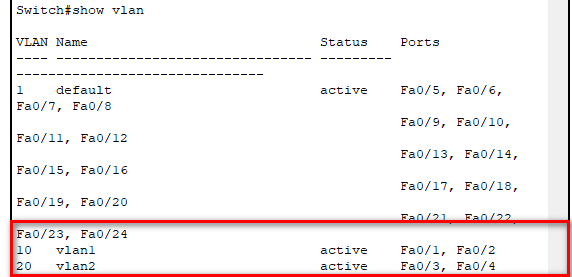 Switch#show vlan
VLAN Name Status Ports
---- -------------------------------- ---------
-------------------------------
1 default active Fa0/5, Fa0/6,
Fa0/7, Fa0/8
Fa0/9, Fa0/10,
Fa0/11, Fa0/12
Fa0/13, Fa0/14,
Fa0/15, Fa0/16
Fa0/17, Fa0/18,
Fa0/19, Fa0/20
Fa0/21, Fa0/22,
Fa0/23, Fa0/24
10 vlan1 active Fa0/1, Fa0/2
20 vlan2 active Fa0/3, Fa0/4